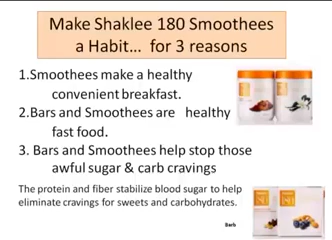 Make Shaklee 180 Smoothees
a Habit... for 3 reasons
1.Smoothees make a healthy
convenient breakfast.
2.Bars and Smoothees are healthy
fast food.
3. Bars and Smoothees help stop those
awful sugar & carb cravings
The protein and fiber stabilize blood sugar to help
eliminate cravings for sweets and carbohydrates.
Barb